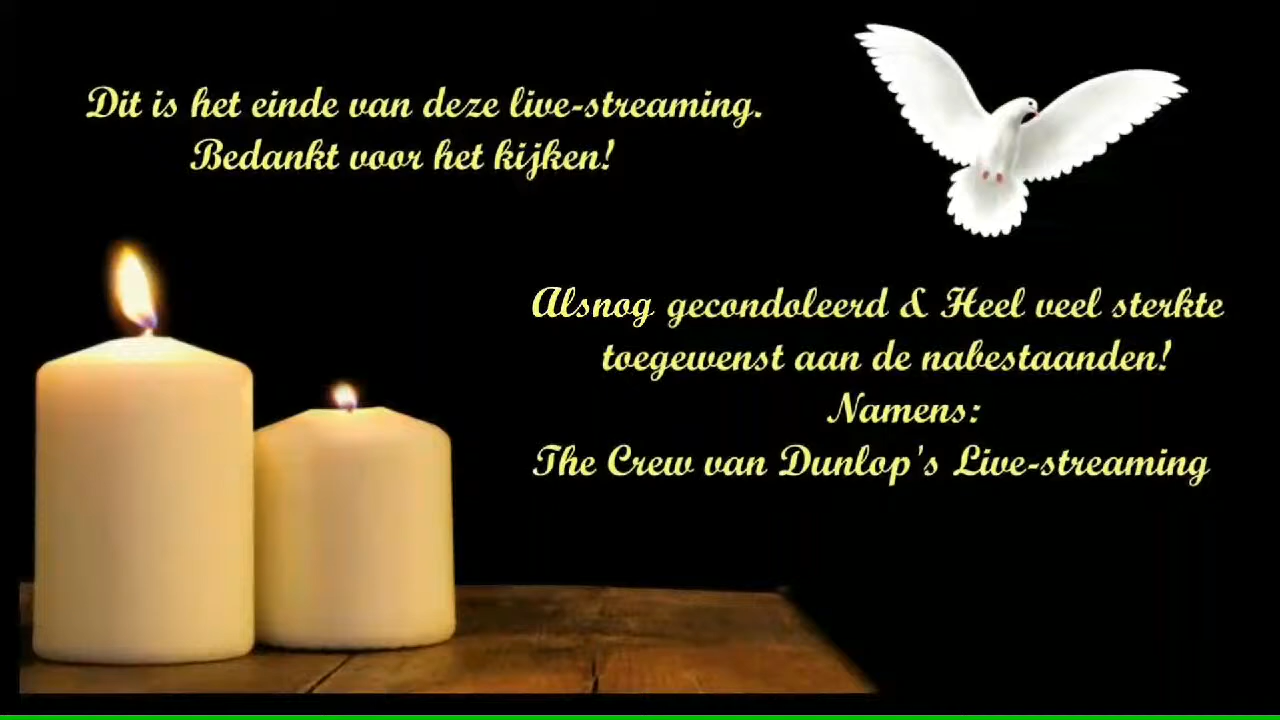 Dit is het einde van deze live-streaming.
Bedankt voor het kijken!
Alsnog gecondoleerd & Heel veel sterkte
toegewenst aan de nabestaanden!
Namens:
The Crew van Dunlop's Live-streaming